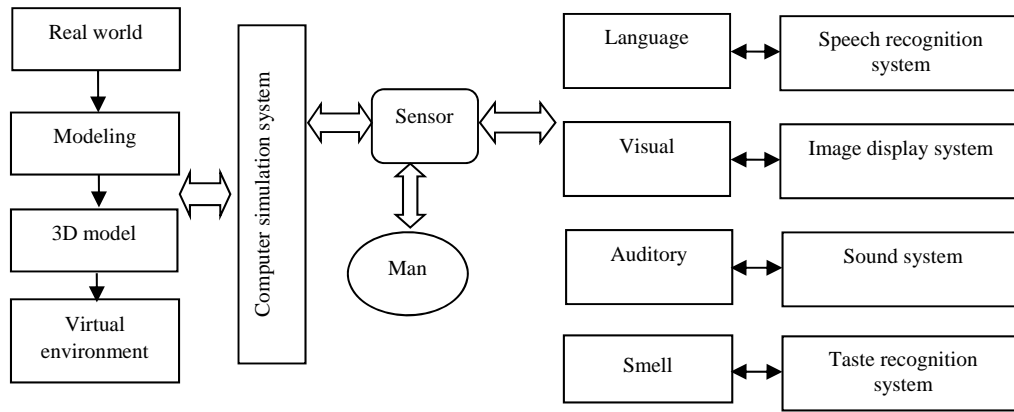 Real world
Modeling
3D model
Virtual
environment
Computer simulation system
Sensor
Man
Language
Speech recognition
system
Visual
Image display system
Auditory
Sound system
Smell
Taste recognition
system